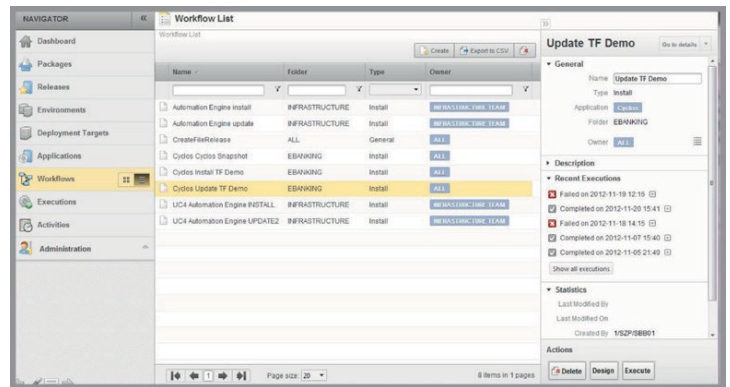 NAVIGATOR
Dashboard
Packages
Releases
Environments
Deployment Targets
Applications
Workflows
Executions
Activities
Administration
Workflow List
Workflow List
Create
Export to CSV
Name
Folder
Type
Owner
Automation Engine install INFRASTRUCTURE Install INFRASTRUCTURE TEAM
Automation Engine update INFRASTRUCTURE Install INFRASTRUCTURE TEAM
CreateFileRelease ALL General ALL
Cyclos Cyclos Snapshot EBANKING Install ALL
Cyclos Install TF Demo EBANKING Install ALL
Cyclos Update TF Demo EBANKING Install ALL
UC4 Automation Engine INSTALL INFRASTRUCTURE Install INFRASTRUCTURE TEAM
UC4 Automation Engine UPDATE2 INFRASTRUCTURE Install INFRASTRUCTURE TEAM
1 Page size: 20 8 items in 1 pages
Update TF Demo Go to details
General
Name Update TF Demo
Type Install
Application Cyclos
Folder EBANKING
Owner ALL
Description
Recent Executions
Failed on 2012-11-19 12:16
Completed on 2012-11-20 15:41
Failed on 2012-11-18 14:15
Completed on 2012-11-07 15:40
Completed on 2012-11-05 21:49
Show all executions
Statistics
Last Modified By
Last Modified On
Created By 1/SZP/SBB01
Actions
Delete Design Execute